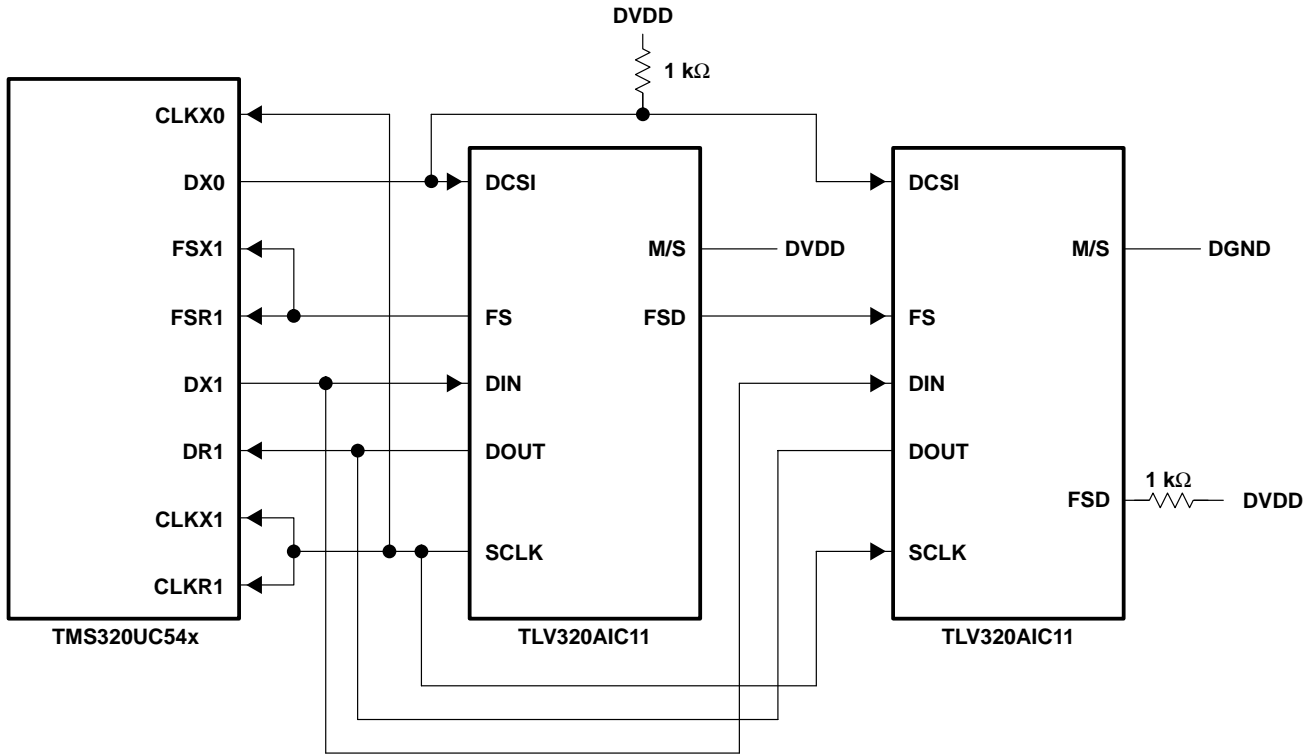 DVDD
1 kΩ
CLKX0
DX0
FSX1
FSR1
DX1
DR1
CLKX1
CLKR1
TMS320UC54x
DCSI
M/S
DVDD
FS
FSD
DIN
DOUT
SCLK
TLV320AIC11
DCSI
M/S
DGND
FS
DIN
DOUT
FSD
1 kΩ
DVDD
SCLK
TLV320AIC11